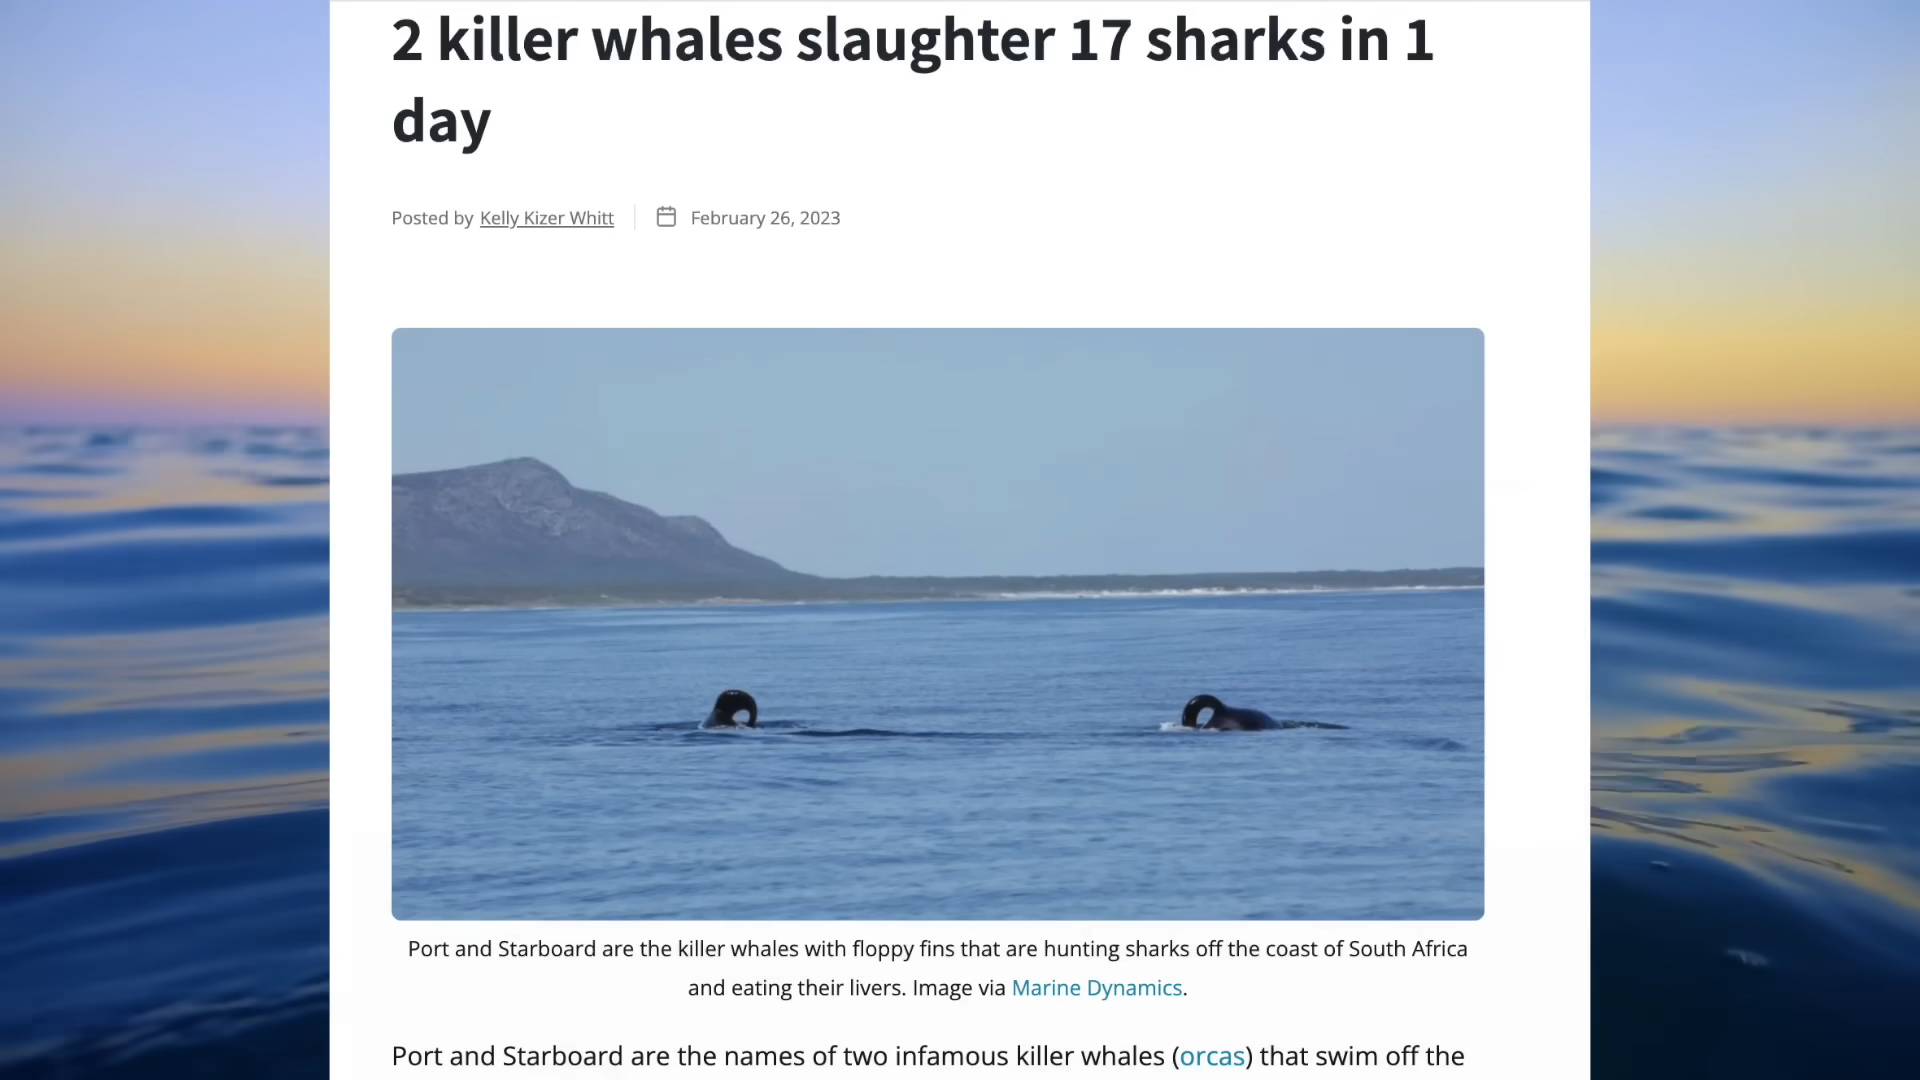 2 killer whales slaughter 17 sharks in 1
day
Posted by Kelly Kizer Whitt February 26, 2023
Port and Starboard are the killer whales with floppy fins that are hunting sharks off the coast of South Africa
and eating their livers. Image via Marine Dynamics.
Port and Starboard are the names of two infamous killer whales (orcas) that swim off the